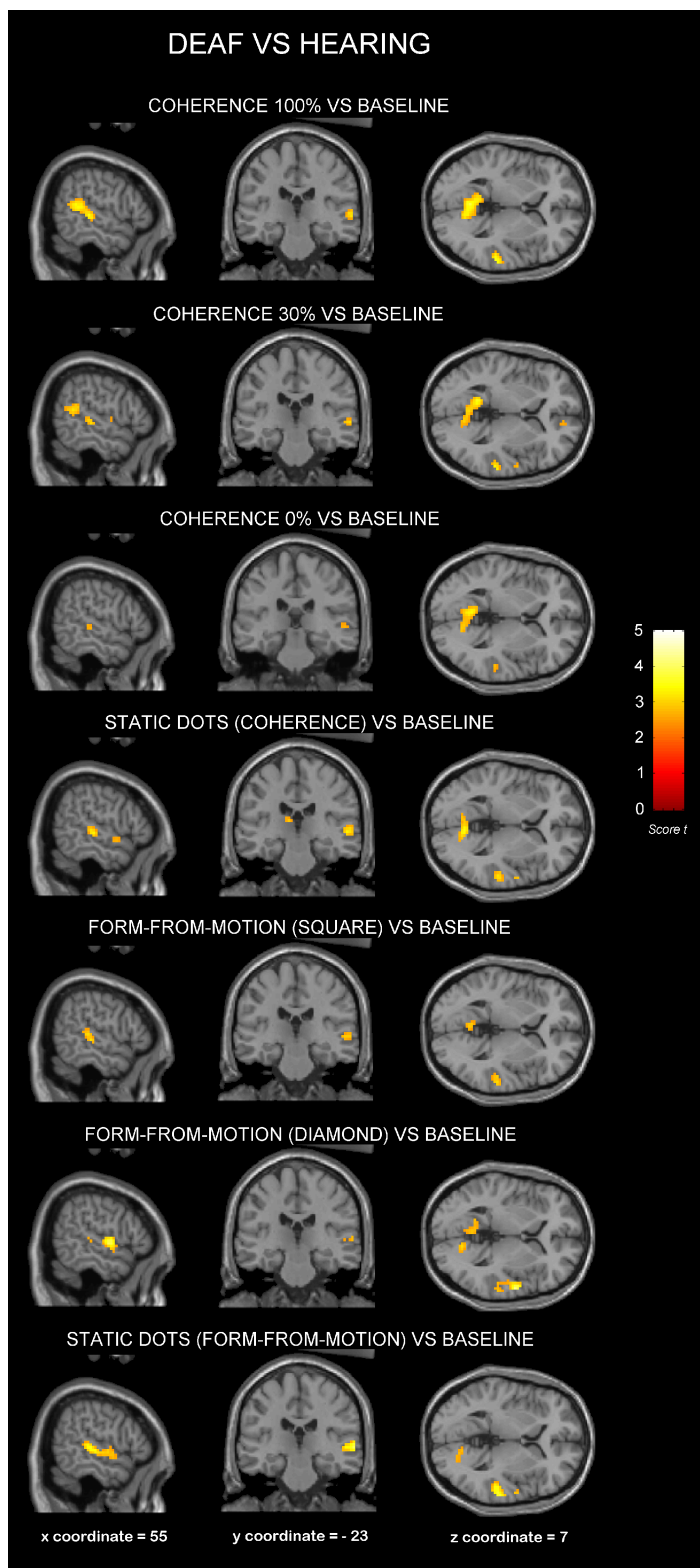 DEAF VS HEARING
COHERENCE 100% VS BASELINE
COHERENCE 30% VS BASELINE
COHERENCE 0% VS BASELINE
5
4
3
2
1
0
Score t
STATIC DOTS (COHERENCE) VS BASELINE
FORM-FROM-MOTION (SQUARE) VS BASELINE
FORM-FROM-MOTION (DIAMOND) VS BASELINE
STATIC DOTS (FORM-FROM-MOTION) VS BASELINE
x coordinate = 55
y coordinate = - 23
z coordinate = 7